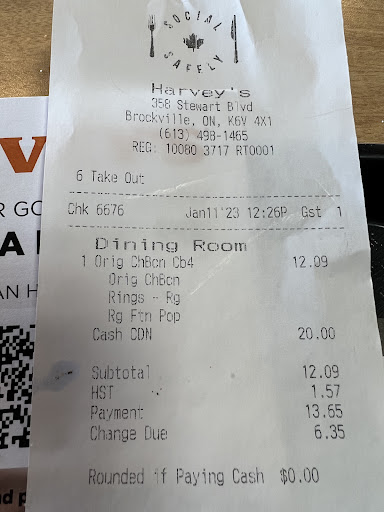 SOCIAL
SAFELY
Harvey's
358 Stewart Blvd
Brockville, ON, K6V 4X1
(613) 498-1465
REG: 10080 3717 RT0001
6 Take Out
Chk 6676 Jan11'23 12:26P Gst 1
Dining Room
1 Orig ChBcn Cb4 12.09
Orig ChBcn
Rings - Rg
Rg Ftn Pop
Cash CDN 20.00
Subtotal 12.09
HST 1.57
Payment 13.65
Change Due 6.35
Rounded if Paying Cash $0.00
V
R GO
A
AN H
nd p